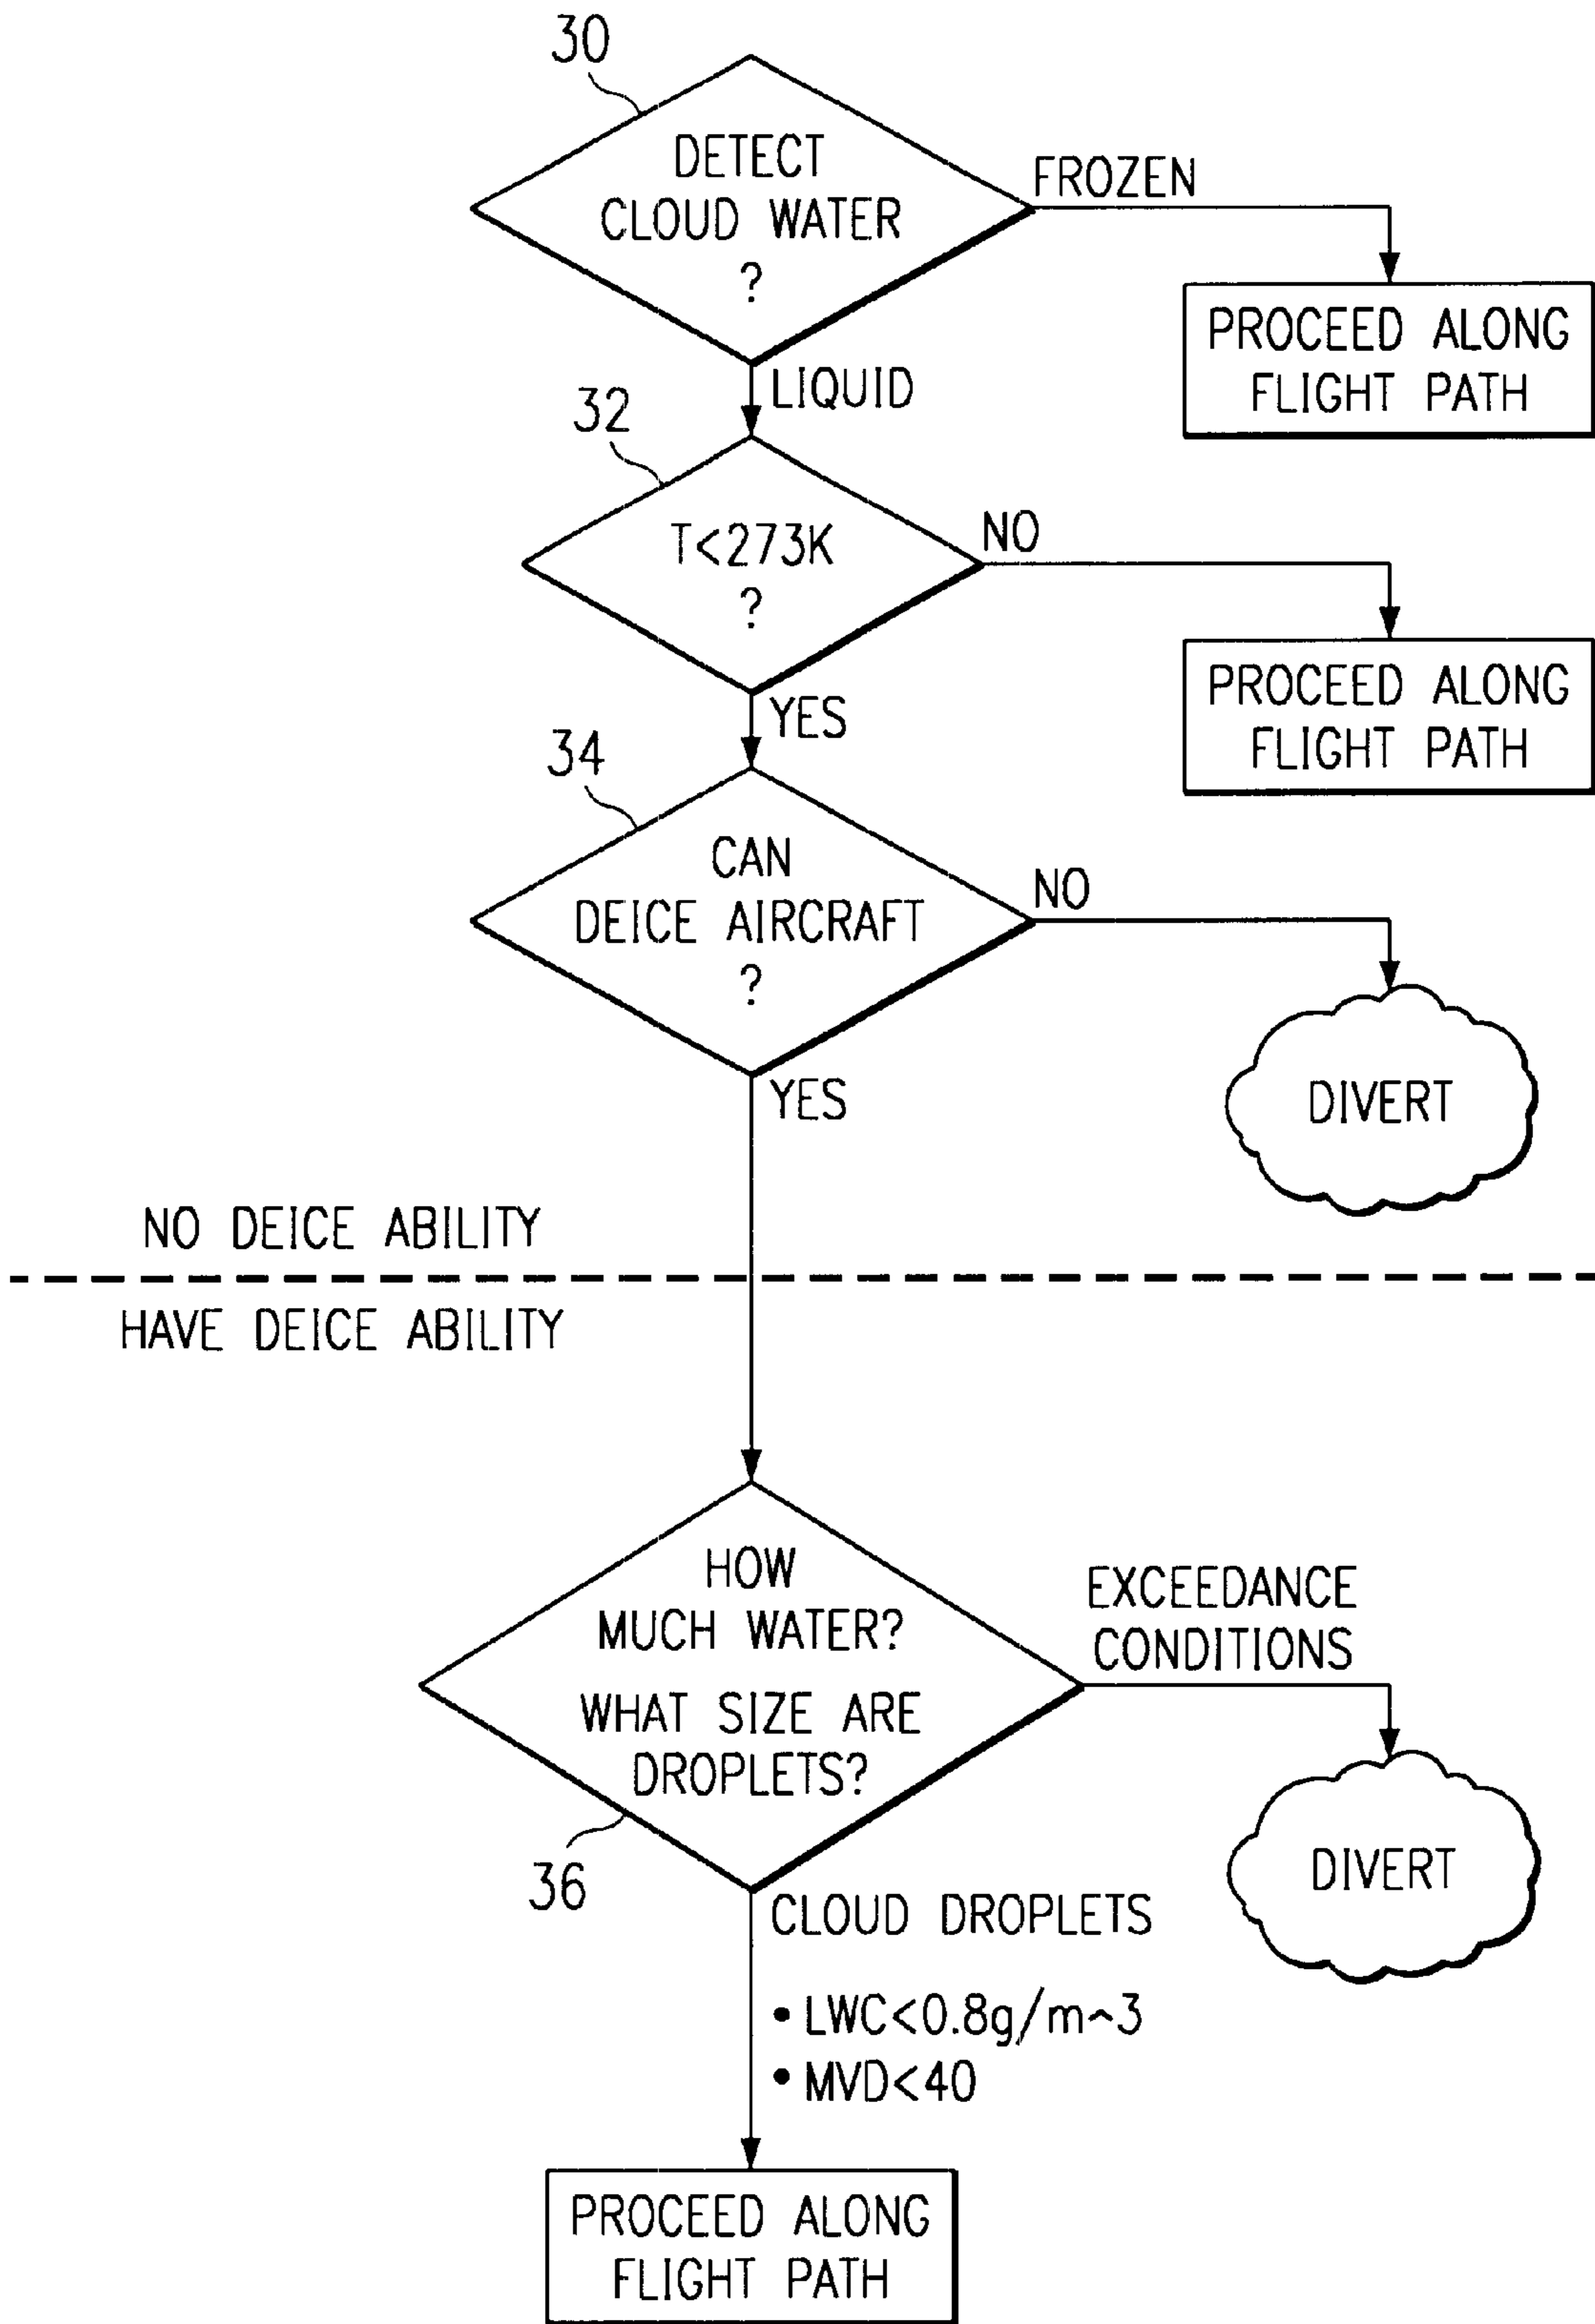 30
DETECT
CLOUD WATER
?
FROZEN
PROCEED ALONG
FLIGHT PATH
LIQUID
32
T<273K
?
NO
PROCEED ALONG
FLIGHT PATH
YES
34
CAN
DEICE AIRCRAFT
?
NO
DIVERT
YES
NO DEICE ABILITY
HAVE DEICE ABILITY
HOW
MUCH WATER?
WHAT SIZE ARE
DROPLETS?
EXCEEDANCE
CONDITIONS
DIVERT
36
CLOUD DROPLETS
• LWC<0.8g/m^3
• MVD<40
PROCEED ALONG
FLIGHT PATH